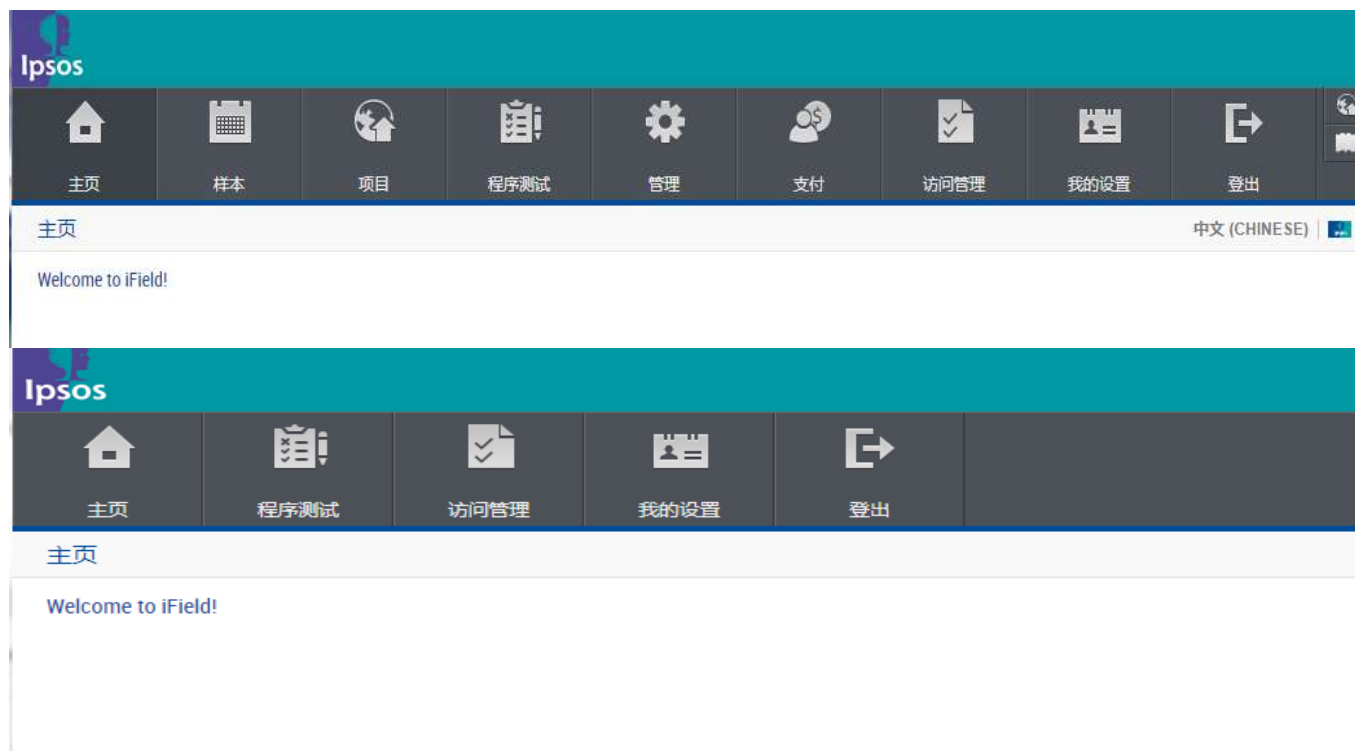 Ipsos
主页 样本 项目 程序测试 管理 支付 访问管理 我的设置 登出
主页 中文 (CHINESE)
Welcome to iField!
Ipsos
主页 程序测试 访问管理 我的设置 登出
主页
Welcome to iField!